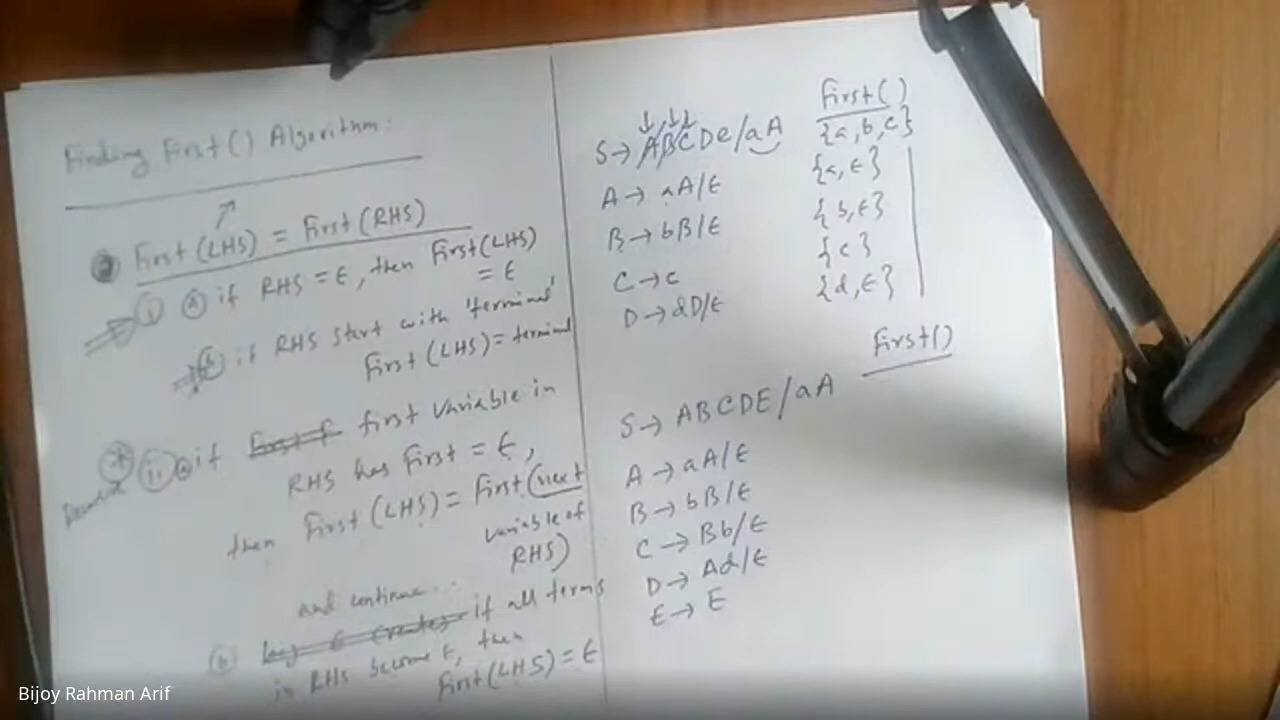 Finding First() Algorithm:
First(LHS) = First(RHS)
i) a) if RHS = ϵ, then First(LHS)
= ϵ
b) if RHS start with 'terminal'
First(LHS) = terminal
* ii) a) if first variable in
RHS has First = ϵ,
then First(LHS) = First(next
variable of
RHS)
and continue...
b) if all terms
in RHS become ϵ, then
First(LHS) = ϵ
First()
S → ABCDe/aA {a,b,c}
A → aA/ϵ {a,ϵ}
B → bB/ϵ {b,ϵ}
C → c {c}
D → dD/ϵ {d,ϵ}
First()
S → ABCDE/aA
A → aA/ϵ
B → bB/ϵ
C → Bb/ϵ
D → Ad/ϵ
E → ϵ
Bijoy Rahman Arif